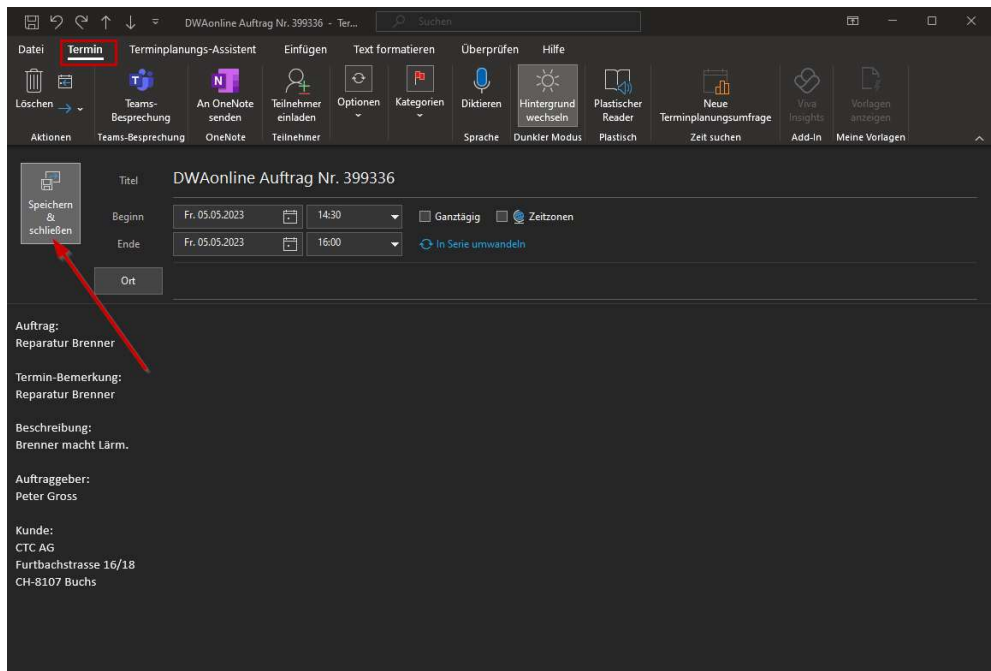 DWAonline Auftrag Nr. 399336 - Ter...
Suchen
Datei Termin Terminplanungs-Assistent Einfügen Text formatieren Überprüfen Hilfe
Löschen
Teams-
Besprechung
An OneNote
senden
Teilnehmer
einladen
Optionen
Kategorien
Diktieren
Hintergrund
wechseln
Plastischer
Reader
Neue
Terminplanungsumfrage
Viva
Insights
Vorlagen
anzeigen
Aktionen Teams-Besprechung OneNote Teilnehmer Sprache Dunkler Modus Plastisch Zeit suchen Add-In Meine Vorlagen
Speichern
&
schließen
Titel DWAonline Auftrag Nr. 399336
Beginn Fr. 05.05.2023 14:30 Ganztägig Zeitzonen
Ende Fr. 05.05.2023 16:00 In Serie umwandeln
Ort
Auftrag:
Reparatur Brenner
Termin-Bemerkung:
Reparatur Brenner
Beschreibung:
Brenner macht Lärm.
Auftraggeber:
Peter Gross
Kunde:
CTC AG
Furtbachstrasse 16/18
CH-8107 Buchs